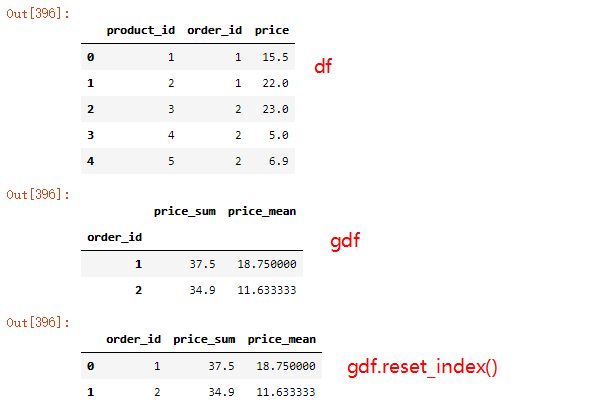 Out[396]:
product_id order_id price
0 1 1 15.5
1 2 1 22.0
2 3 2 23.0
3 4 2 5.0
4 5 2 6.9
df
Out[396]:
price_sum price_mean
order_id
1 37.5 18.750000
2 34.9 11.633333
gdf
Out[396]:
order_id price_sum price_mean
0 1 37.5 18.750000
1 2 34.9 11.633333
gdf.reset_index()